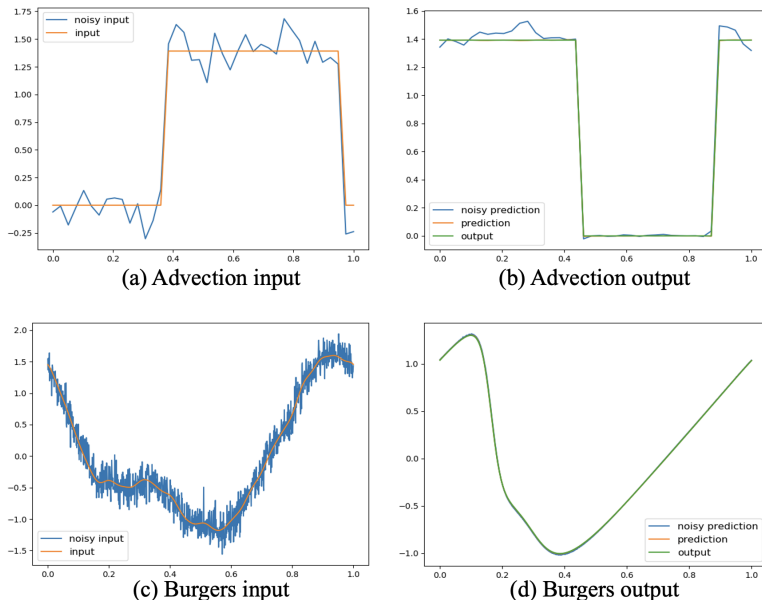 noisy input
input
1.75
1.50
1.25
1.00
0.75
0.50
0.25
0.00
−0.25
0.0 0.2 0.4 0.6 0.8 1.0
(a) Advection input
1.6
1.4
1.2
1.0
0.8
0.6
0.4
0.2
0.0
noisy prediction
prediction
output
0.0 0.2 0.4 0.6 0.8 1.0
(b) Advection output
2.0
1.5
1.0
0.5
0.0
−0.5
−1.0
−1.5
noisy input
input
0.0 0.2 0.4 0.6 0.8 1.0
(c) Burgers input
1.0
0.5
0.0
−0.5
−1.0
noisy prediction
prediction
output
0.0 0.2 0.4 0.6 0.8 1.0
(d) Burgers output